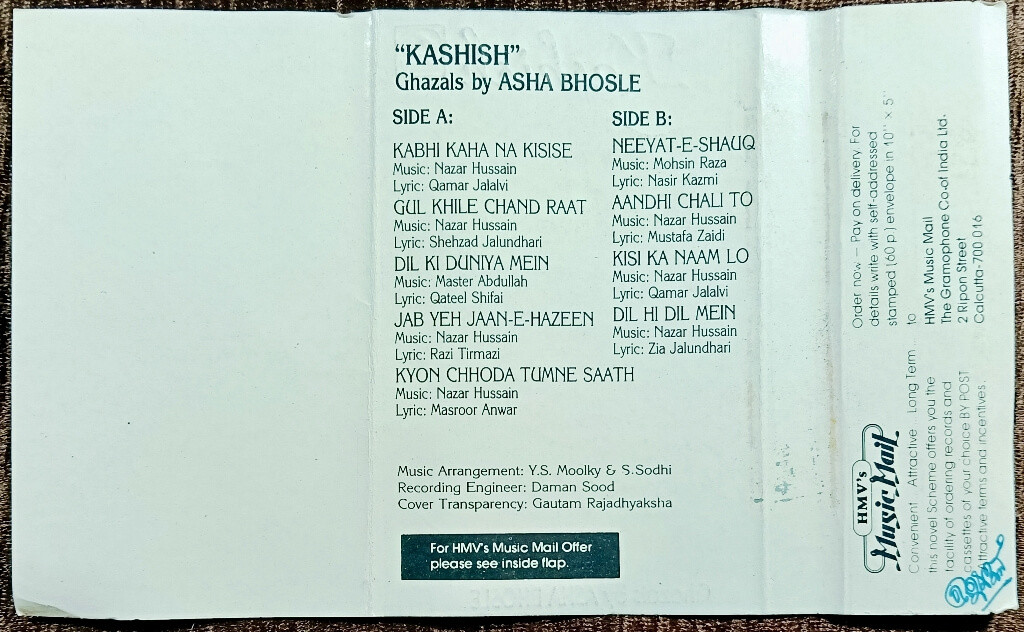 "KASHISH"
Ghazals by ASHA BHOSLE
SIDE A:
KABHI KAHA NA KISISE
Music: Nazar Hussain
Lyric: Qamar Jalalvi
GUL KHILE CHAND RAAT
Music: Nazar Hussain
Lyric: Shehzad Jalundhari
DIL KI DUNIYA MEIN
Music: Master Abdullah
Lyric: Qateel Shifai
JAB YEH JAAN-E-HAZEEN
Music: Nazar Hussain
Lyric: Razi Tirmazi
KYON CHHODA TUMNE SAATH
Music: Nazar Hussain
Lyric: Masroor Anwar
SIDE B:
NEEYAT-E-SHAUQ
Music: Mohsin Raza
Lyric: Nasir Kazmi
AANDHI CHALI TO
Music: Nazar Hussain
Lyric: Mustafa Zaidi
KISI KA NAAM LO
Music: Nazar Hussain
Lyric: Qamar Jalalvi
DIL HI DIL MEIN
Music: Nazar Hussain
Lyric: Zia Jalundhari
Music Arrangement: Y.S. Moolky & S.Sodhi
Recording Engineer: Daman Sood
Cover Transparency: Gautam Rajadhyaksha
For HMV's Music Mail Offer
please see inside flap.
HMV's
Music Mail
Convenient . Attractive . Long Term . . .
this novel Scheme offers you the
facility of ordering records and
cassettes of your choice BY POST
attractive terms and incentives.
Order now — Pay on delivery. For
details write with self-addressed
stamped (60 p.) envelope in 10" × 5"
to
HMV's Music Mail
The Gramophone Co-of India Ltd.
2 Ripon Street
Calcutta-700 016